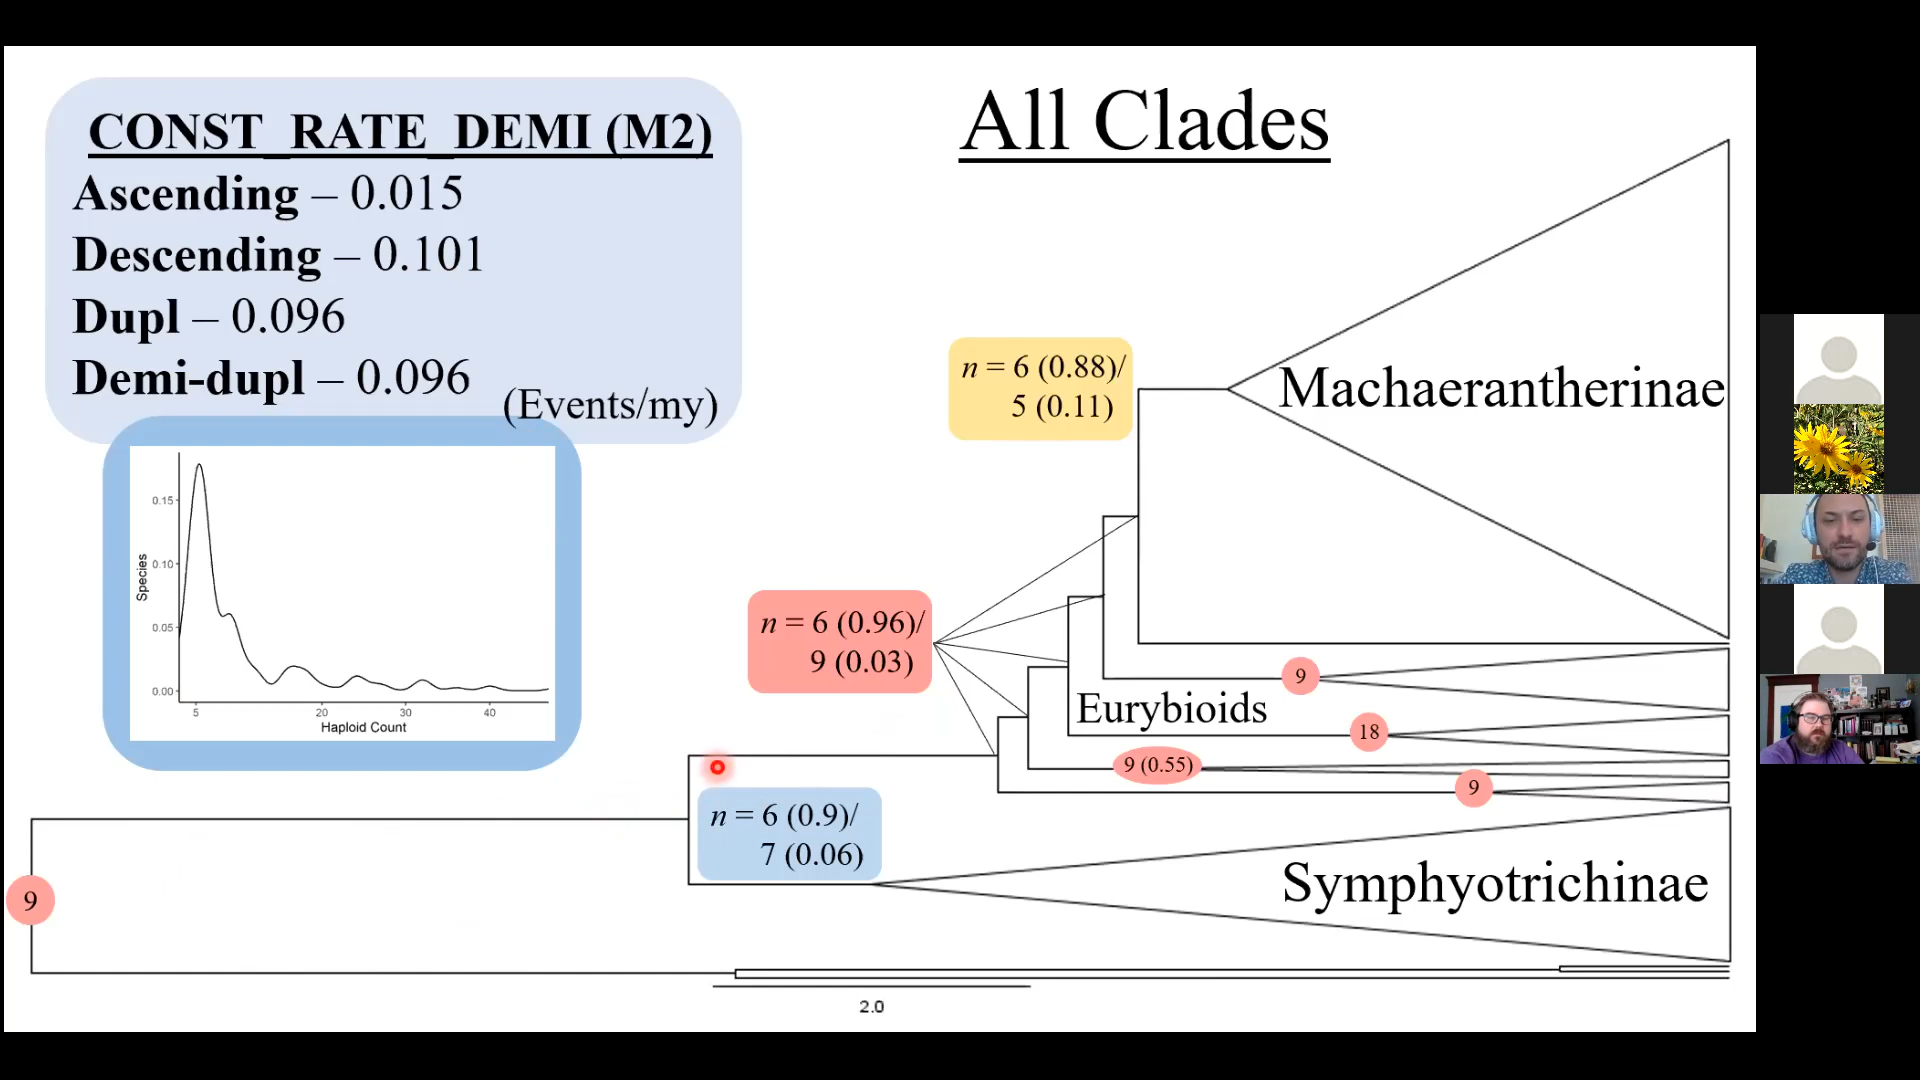 All Clades
CONST_RATE_DEMI (M2)
Ascending – 0.015
Descending – 0.101
Dupl – 0.096
Demi-dupl – 0.096
(Events/my)
0.15
0.10
0.05
0.00
Species
5
20
30
40
Haploid Count
n = 6 (0.88)/
5 (0.11)
Machaerantherinae
n = 6 (0.96)/
9 (0.03)
9
Eurybioids
18
9 (0.55)
9
n = 6 (0.9)/
7 (0.06)
Symphyotrichinae
9
2.0